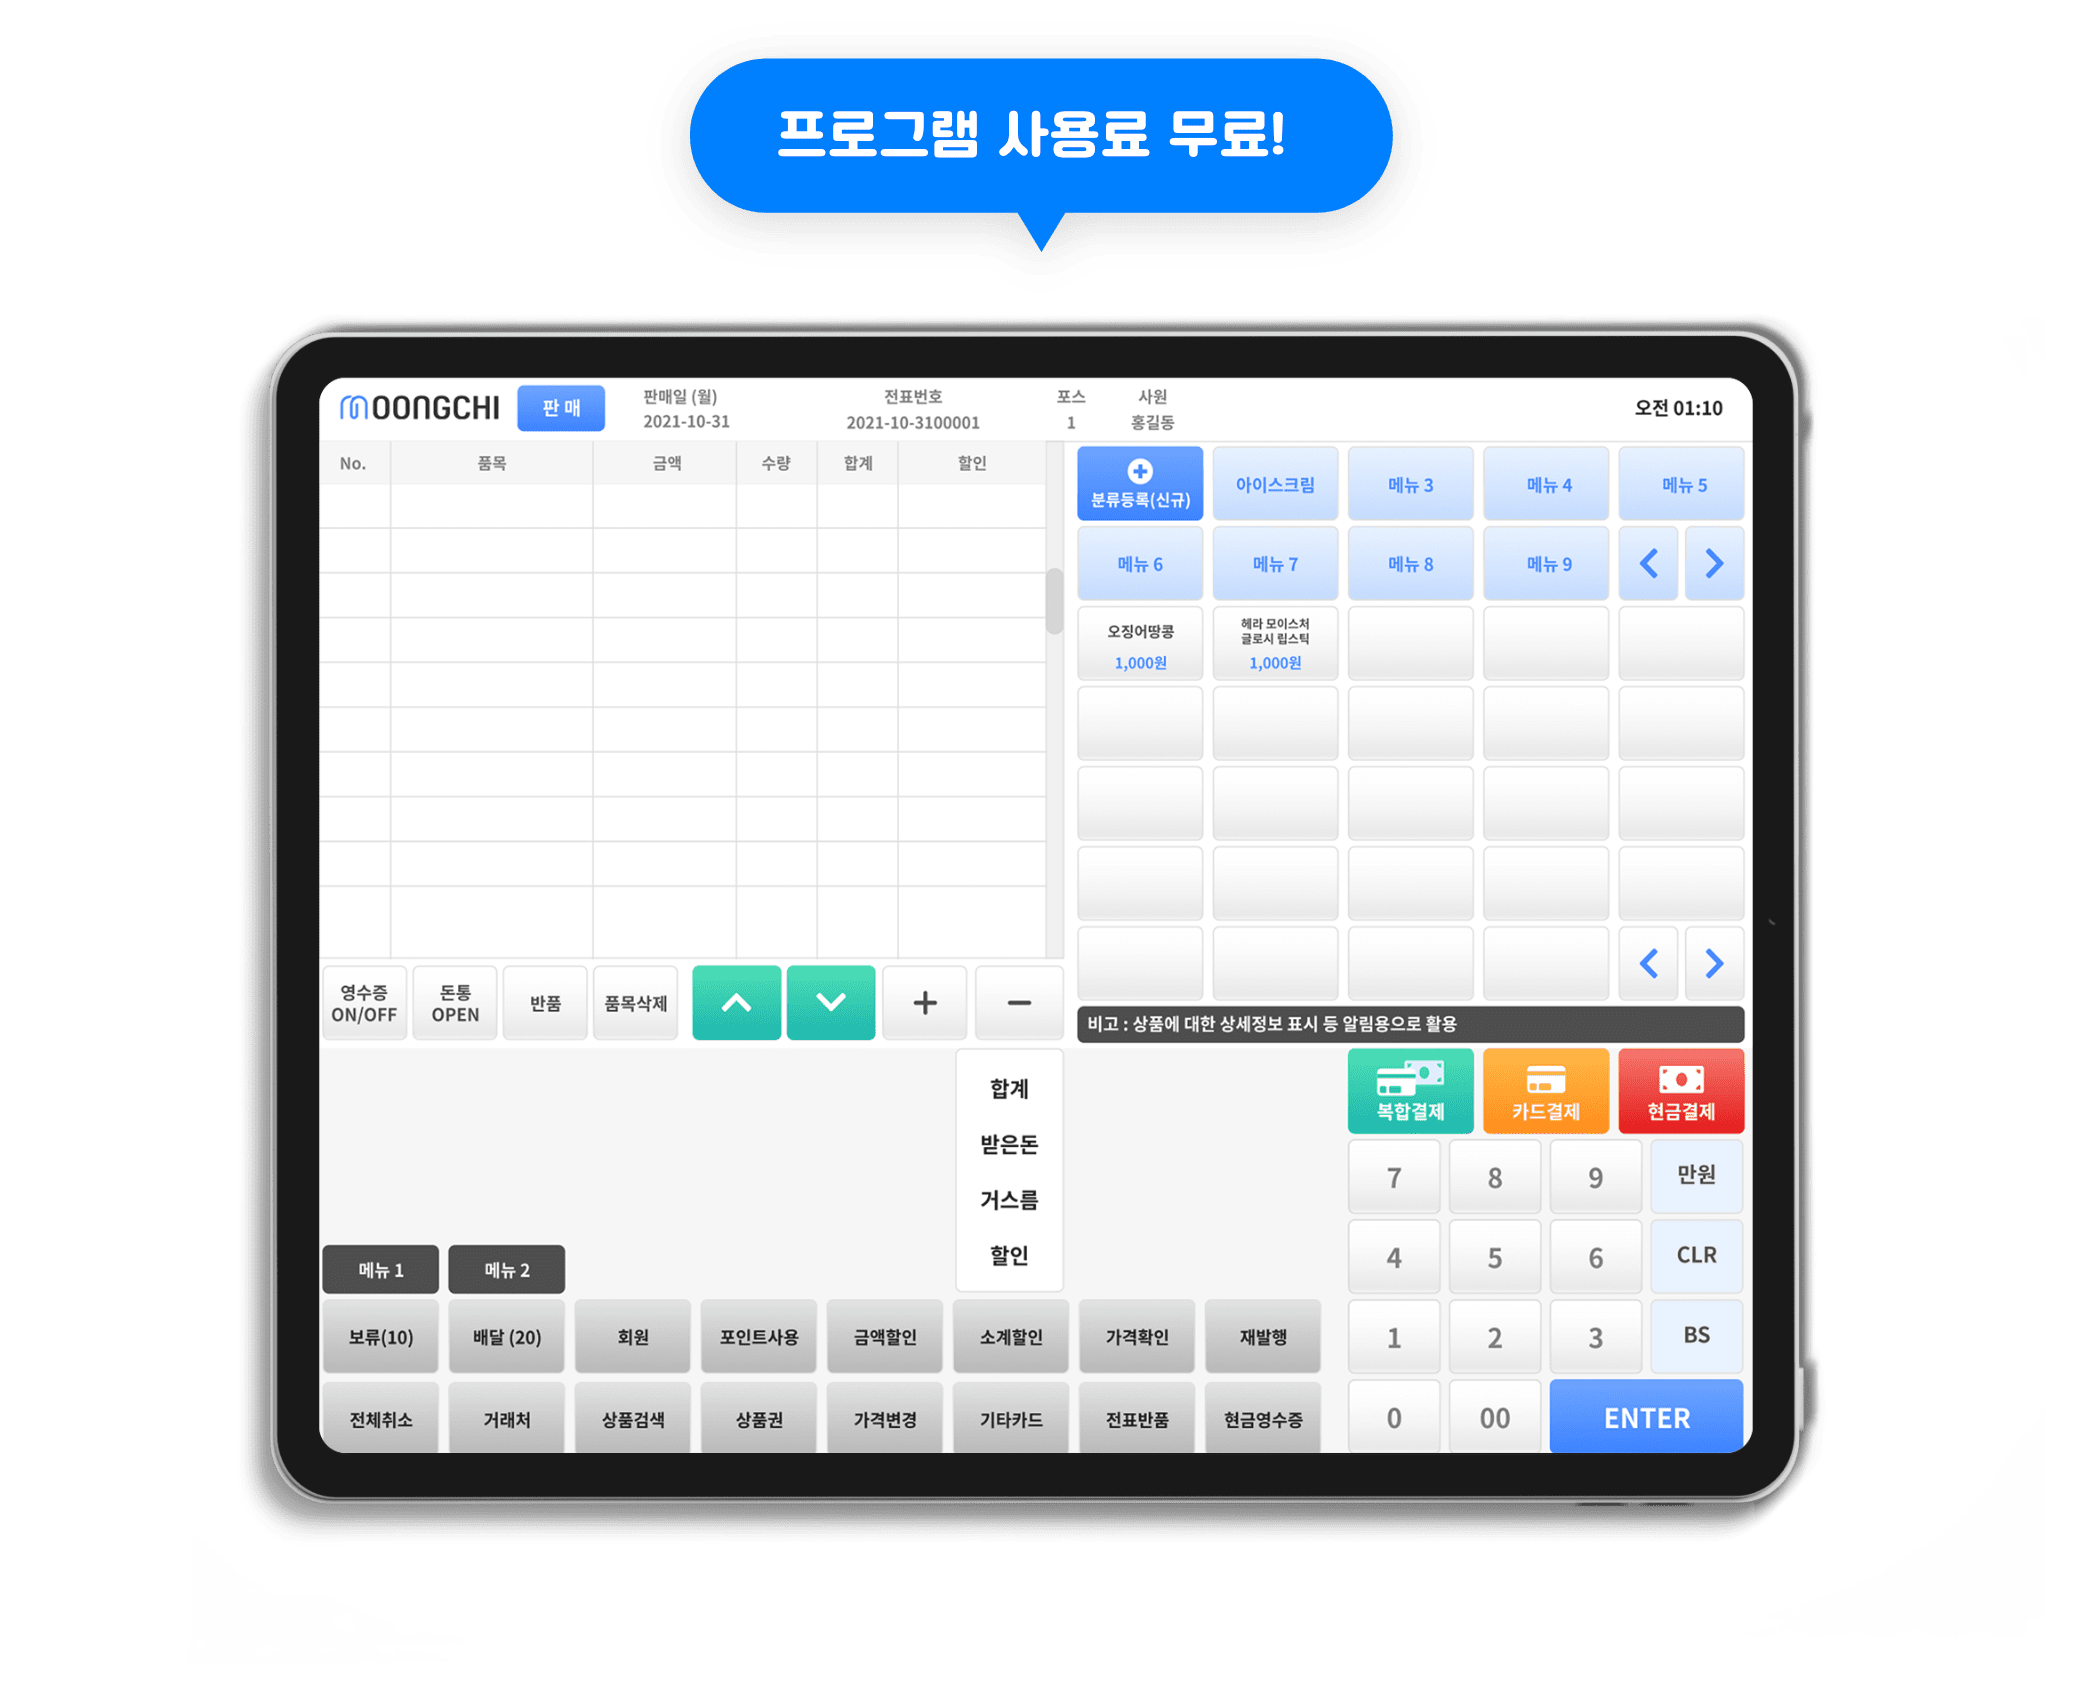 프로그램 사용료 무료!
MOONGCHI
판매
판매일 (월)
2021-10-31
전표번호
2021-10-3100001
포스
1
사원
홍길동
오전 01:10
No. 품목 금액 수량 합계 할인
분류등록(신규)
아이스크림
메뉴 3
메뉴 4
메뉴 5
메뉴 6
메뉴 7
메뉴 8
메뉴 9
오징어땅콩
1,000원
헤라 모이스처
글로시 립스틱
1,000원
영수증
ON/OFF
돈통
OPEN
반품
품목삭제
+
−
비고 : 상품에 대한 상세정보 표시 등 알림용으로 활용
합계
받은돈
거스름
할인
복합결제
카드결제
현금결제
7 8 9 만원
4 5 6 CLR
1 2 3 BS
0 00 ENTER
메뉴 1
메뉴 2
보류(10)
배달 (20)
회원
포인트사용
금액할인
소계할인
가격확인
재발행
전체취소
거래처
상품검색
상품권
가격변경
기타카드
전표반품
현금영수증